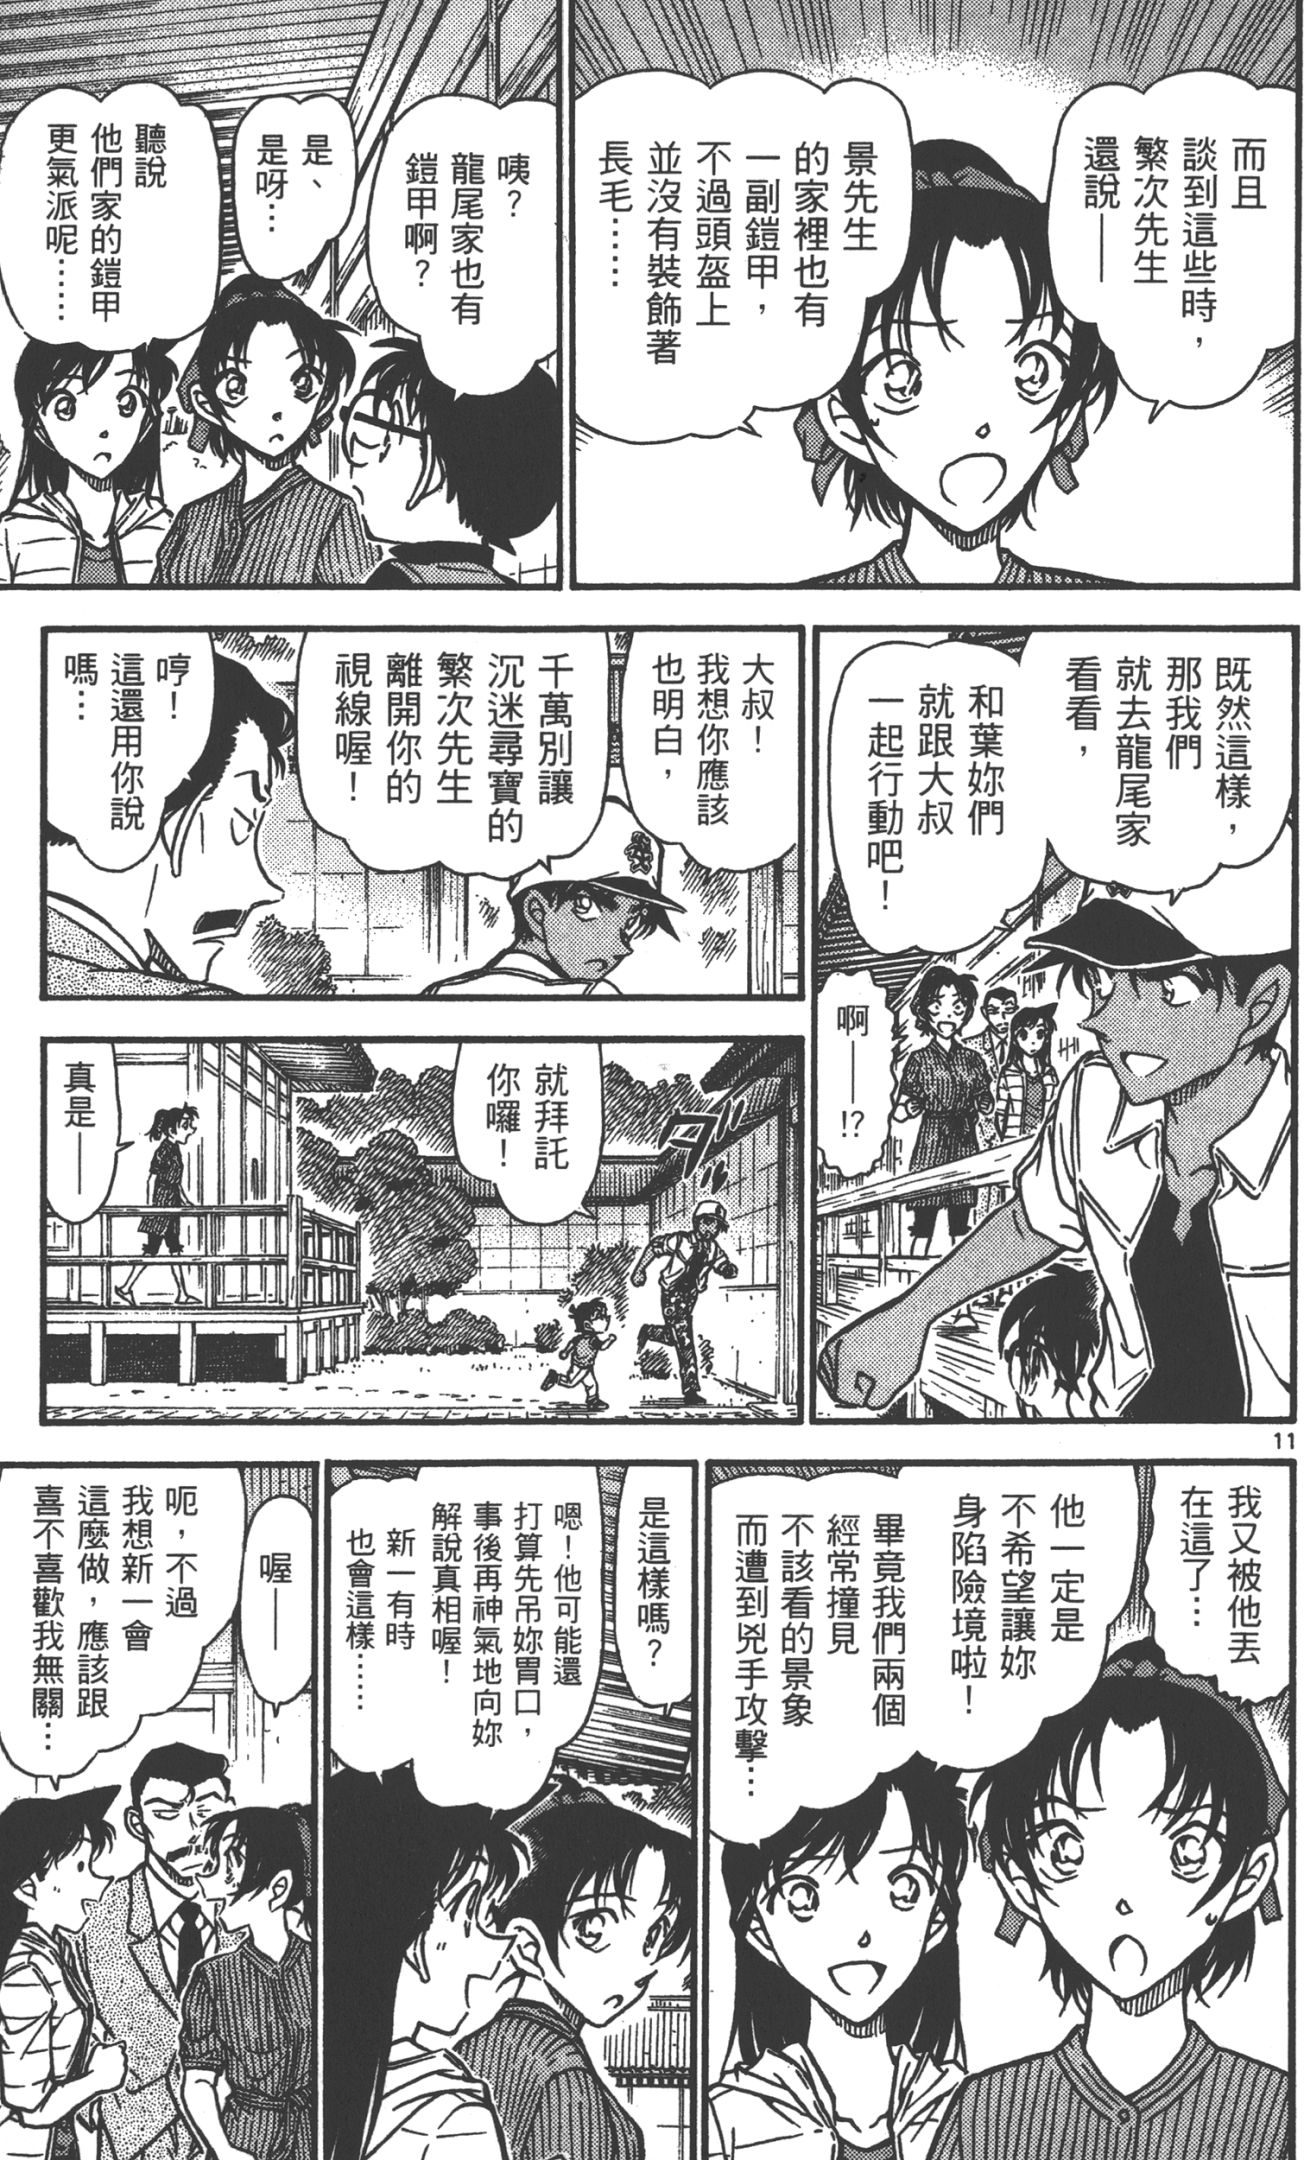 而且
談到這些時，
繁次先生
還說——
景先生
的家裡也有
一副鎧甲，
不過頭盔上
並沒有裝飾著
長毛……
咦？
龍尾家也有
鎧甲啊？
是、
是呀…
聽說
他們家的鎧甲
更氣派呢……
既然這樣，
那我們
就去龍尾家
看看，
和葉妳們
就跟大叔
一起行動吧！
啊——!?
大叔！
我想你應該
也明白，
千萬別讓
沉迷尋寶的
繁次先生
離開你的
視線喔！
哼！
這還用你說
嗎…
就拜託
你囉！
ダダ
真是——
11
我又被他丟
在這了…
他一定是
不希望讓妳
身陷險境啦！
畢竟我們兩個
經常撞見
不該看的景象
而遭到兇手攻擊…
是這樣嗎？
嗯！他可能還
打算先吊妳胃口，
事後再神氣地向妳
解說真相喔！
新一有時
也會這樣……
喔——
呃，不過
我想新一會
這麼做，應該跟
喜不喜歡我無關…